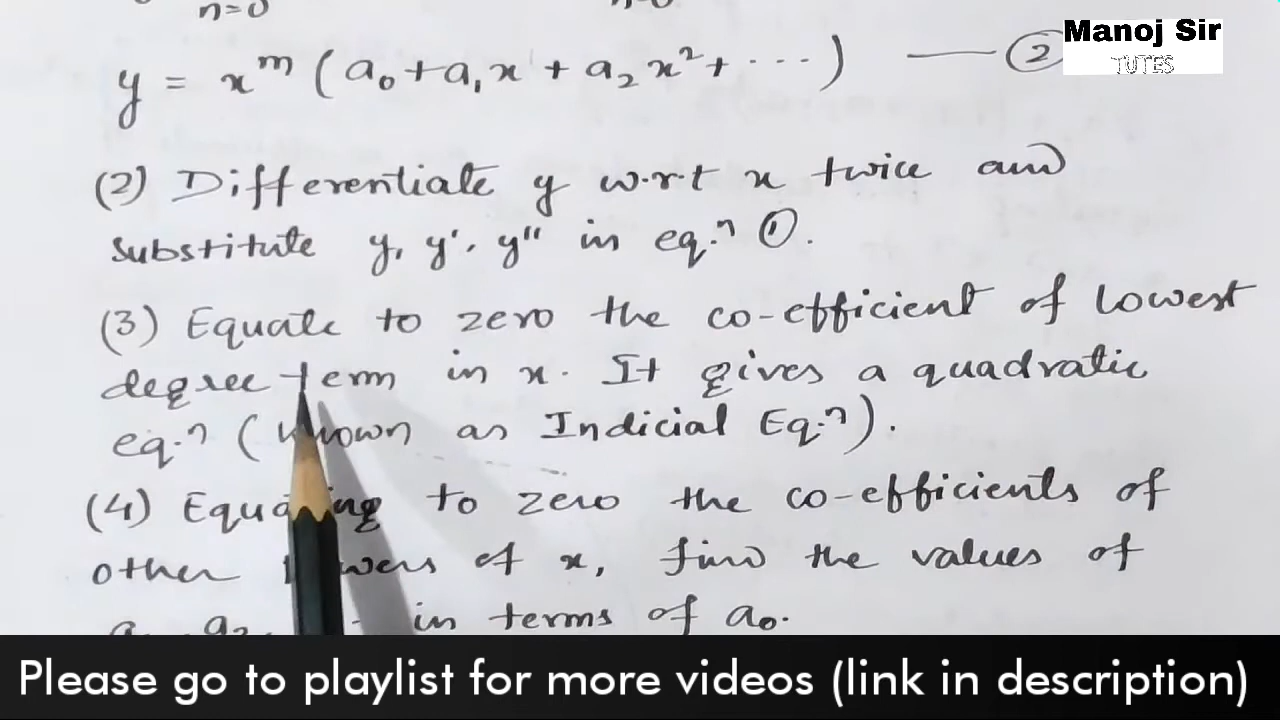 n=0
y = x^m (a₀ + a₁x + a₂x² + ···) —— ②
Manoj Sir
TUTES
(2) Differentiate y w.r.t x twice and
substitute y, y', y'' in eq.ⁿ ①.
(3) Equate to zero the co-efficient of lowest
degree term in x. It gives a quadratic
eq.ⁿ (known as Indicial Eq.ⁿ).
(4) Equating to zero the co-efficients of
other powers of x, find the values of
a₁, a₂, in terms of a₀.
Please go to playlist for more videos (link in description)